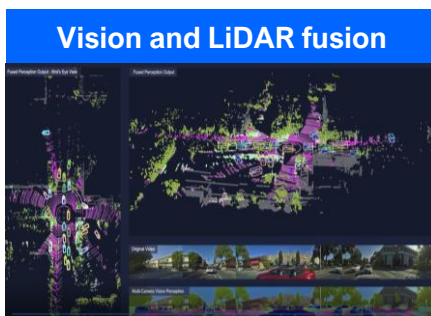 Vision and LiDAR fusion
Fused Perception Output - Bird's Eye View
Fused Perception Output
Original Video
Multi-Camera Vision Perception